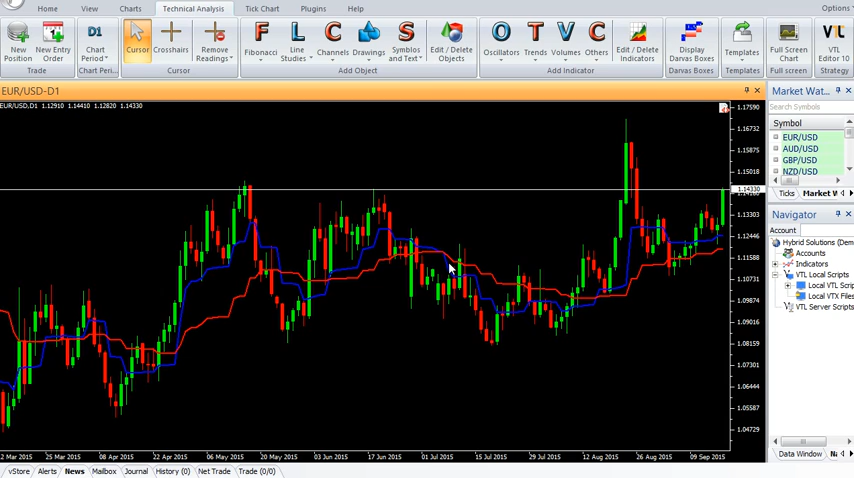 Home View Charts Technical Analysis Tick Chart Plugins Help Options
New Position
New Entry Order
Trade
D1
Chart Period
Chart Peri...
Cursor
Crosshairs
Remove Readings
Cursor
F
Fibonacci
L
Line Studies
C
Channels
Drawings
S
Symblos and Text
Edit / Delete Objects
Add Object
O
Oscillators
T
Trends
V
Volumes
C
Others
Edit / Delete Indicators
Add Indicator
Display Darvas Boxes
Darvas Boxes
Templates
Templates
Full Screen Chart
Full screen
VTL
VTL Editor 10
Strategy
EUR/USD-D1
EUR/USD,D1 1.12910 1.14410 1.12820 1.14330
1.17590
1.16732
1.15875
1.15018
1.14330
1.13303
1.12446
1.11588
1.10731
1.09874
1.09016
1.08159
1.07301
1.06444
1.05587
1.04729
2 Mar 2015 25 Mar 2015 08 Apr 2015 22 Apr 2015 06 May 2015 20 May 2015 03 Jun 2015 17 Jun 2015 01 Jul 2015 15 Jul 2015 29 Jul 2015 12 Aug 2015 26 Aug 2015 09 Sep 2015
Market Wat...
Search Symbols
Symbol
EUR/USD
AUD/USD
GBP/USD
NZD/USD
Ticks Market W
Navigator
Account
Hybrid Solutions (Dem
Accounts
Indicators
VTL Local Scripts
Local VTL Scrip
Local VTX Files
VTL Server Scripts
Data Window Na
vStore Alerts News Mailbox Journal History (0) Net Trade Trade (0/0)